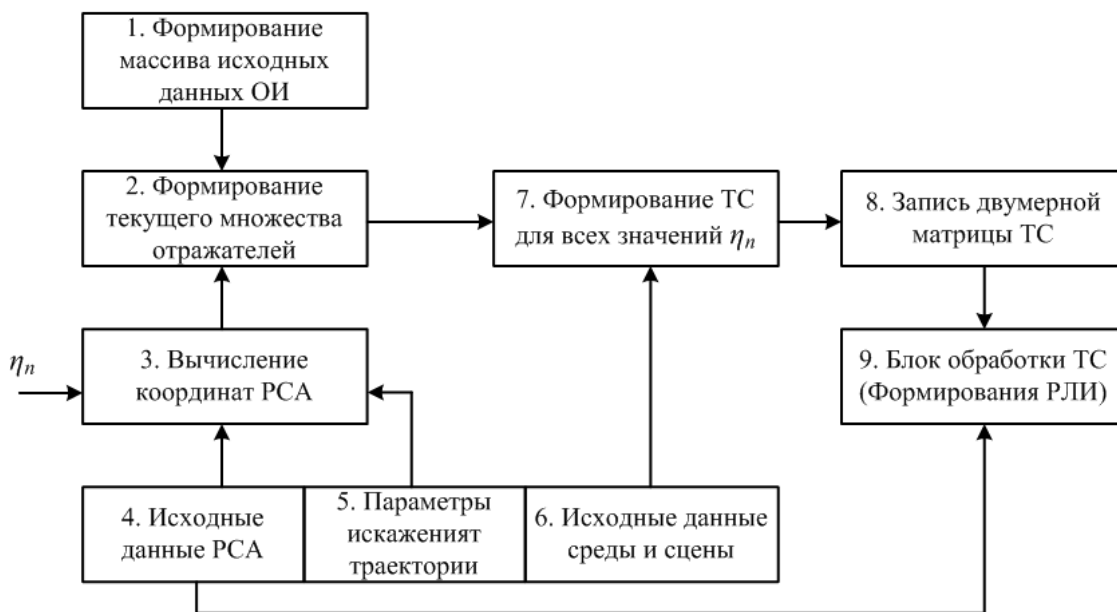 1. Формирование
массива исходных
данных ОИ
2. Формирование
текущего множества
отражателей
7. Формирование ТС
для всех значений ηₙ
8. Запись двумерной
матрицы ТС
ηₙ
3. Вычисление
координат РСА
9. Блок обработки ТС
(Формирования РЛИ)
4. Исходные
данные РСА
5. Параметры
искаженият
траектории
6. Исходные данные
среды и сцены